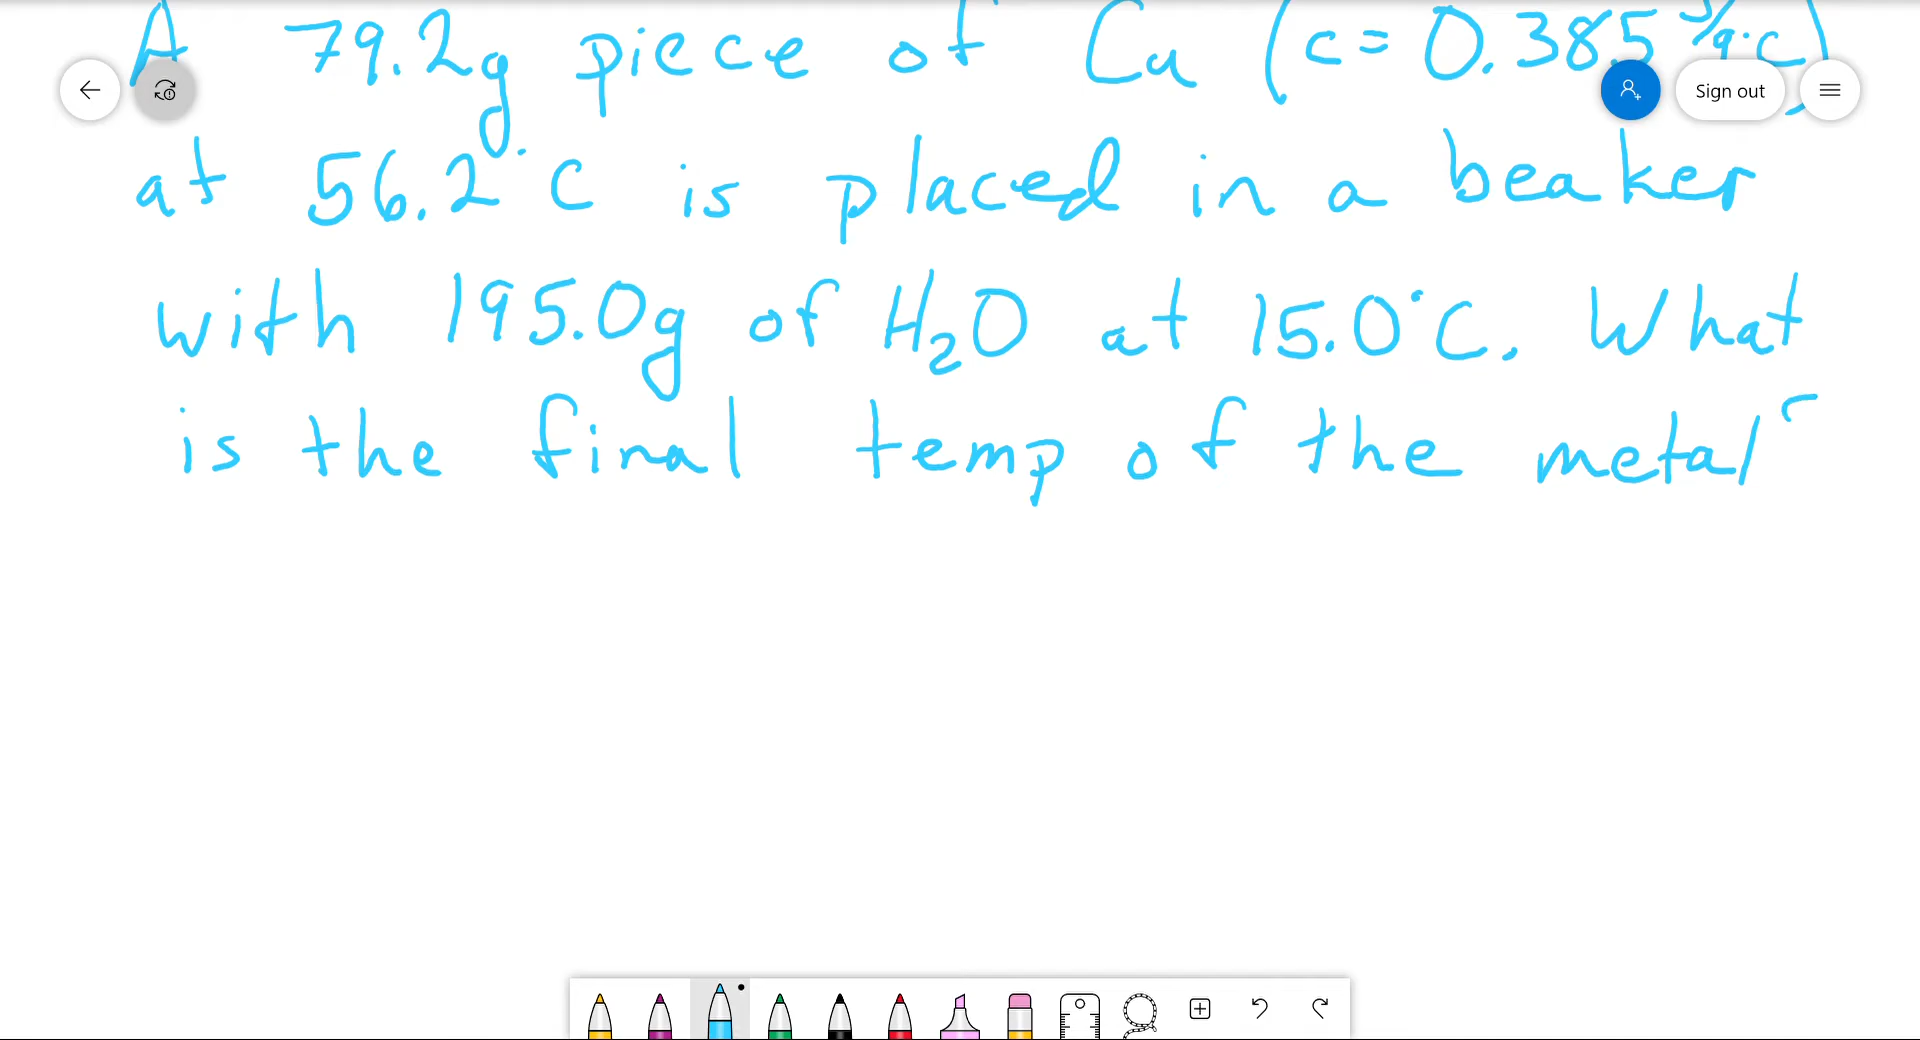 A 79.2g piece of Cu (c= 0.385 J/g·c)
Sign out
at 56.2°C is placed in a beaker
with 195.0g of H₂O at 15.0°C. What
is the final temp of the metal